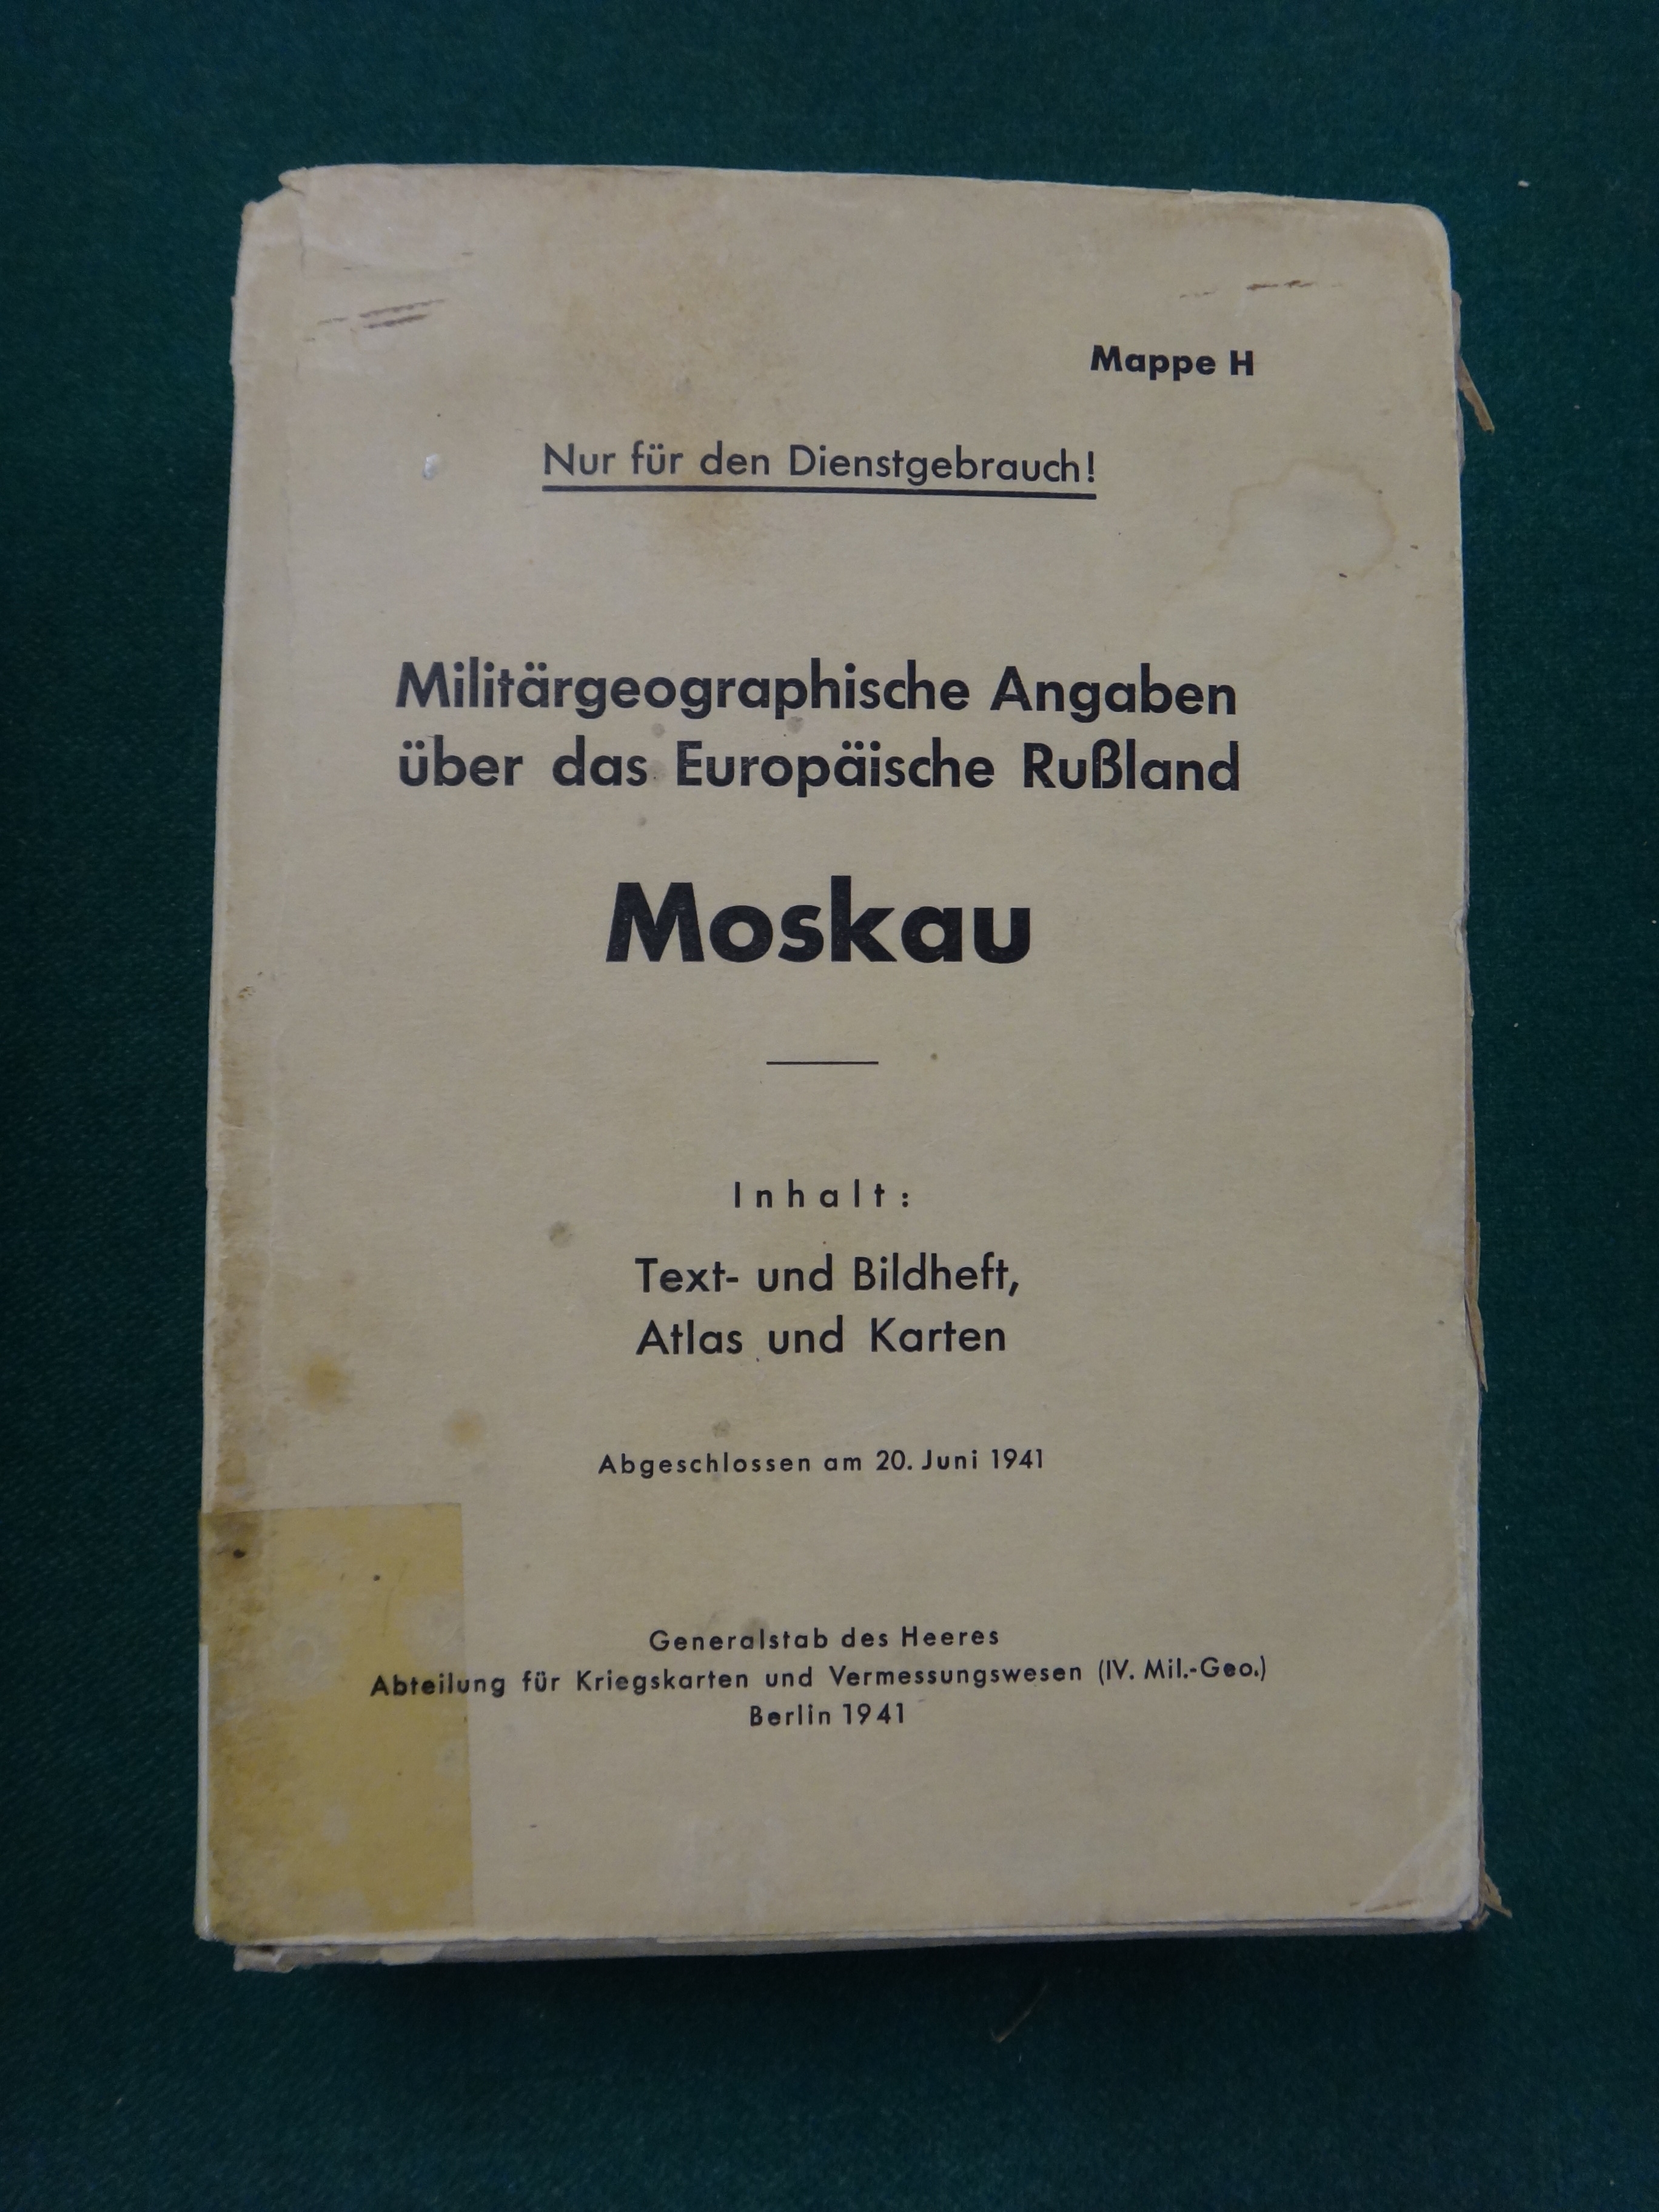 Mappe H
Nur für den Dienstgebrauch!
Militärgeographische Angaben
über das Europäische Rußland
Moskau
Inhalt:
Text- und Bildheft,
Atlas und Karten
Abgeschlossen am 20. Juni 1941
Generalstab des Heeres
Abteilung für Kriegskarten und Vermessungswesen (IV. Mil.-Geo.)
Berlin 1941